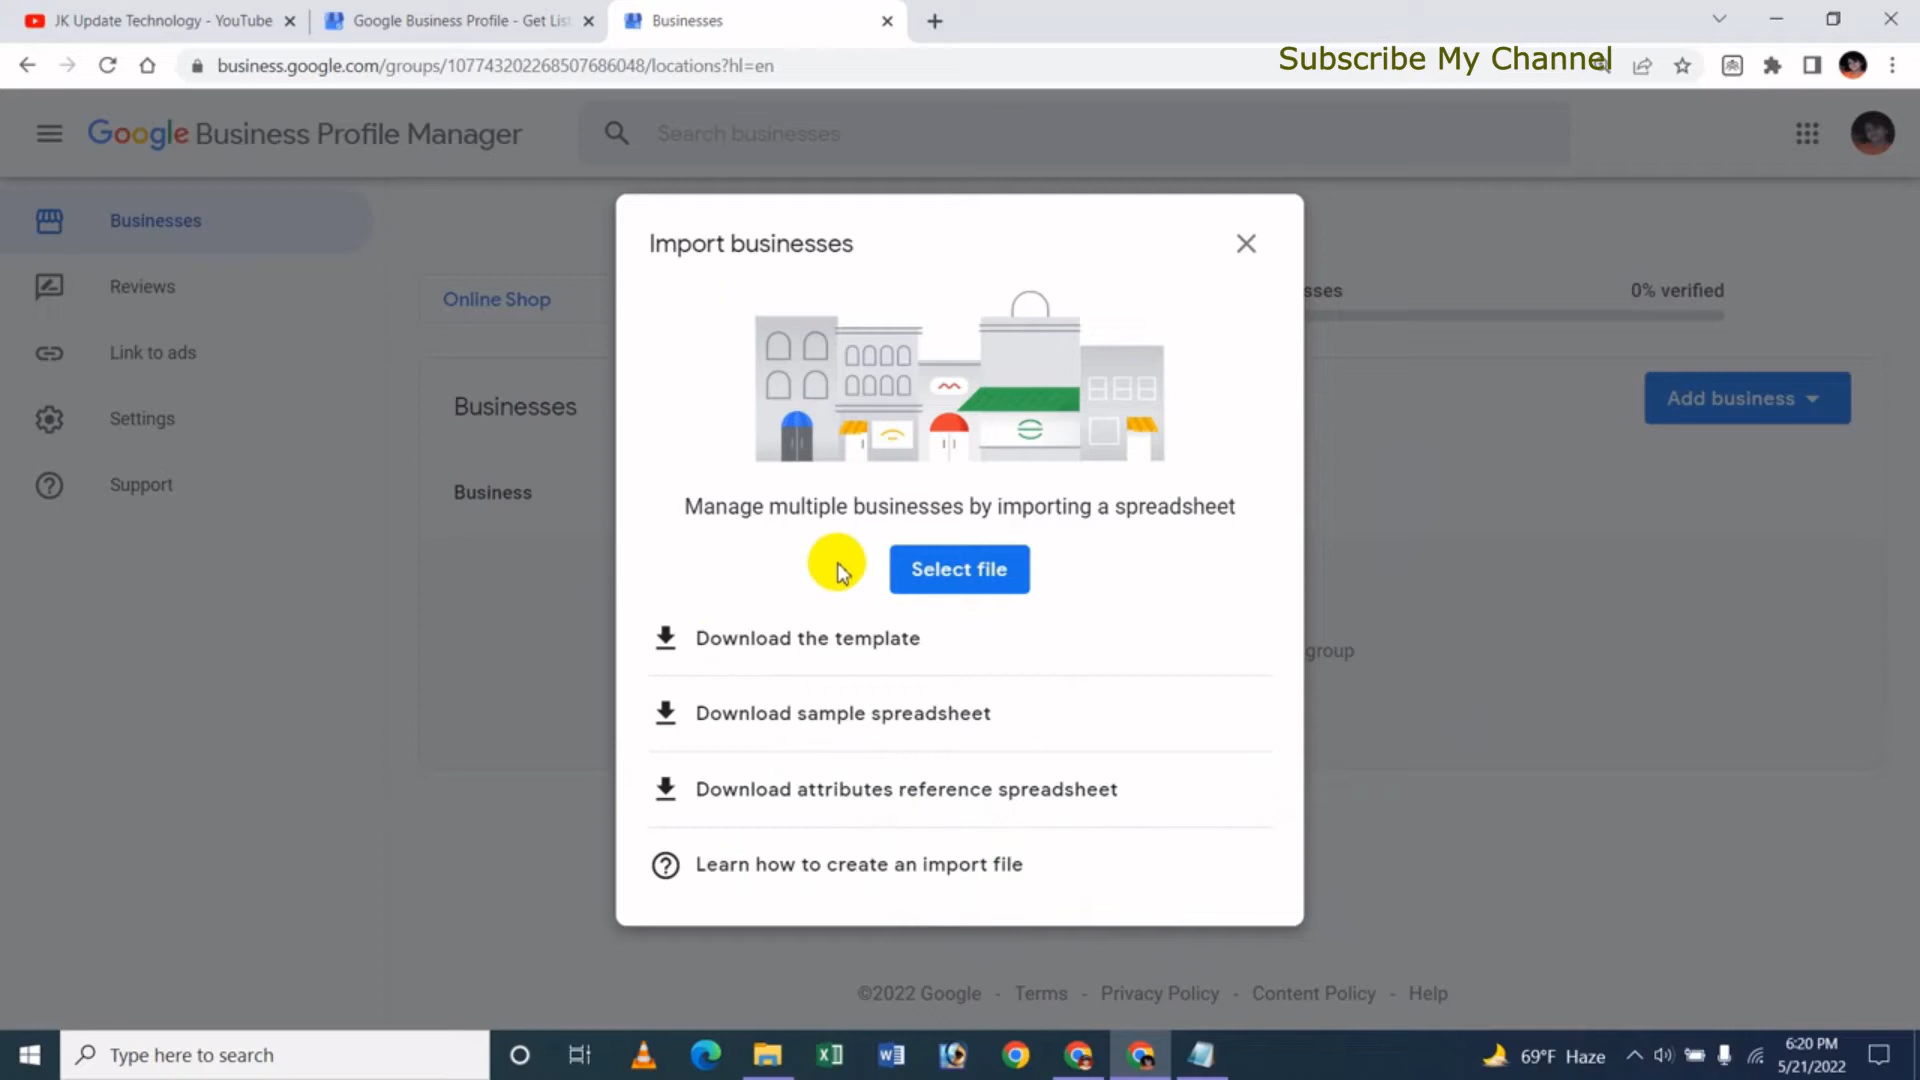 JK Update Technology - YouTube
Google Business Profile - Get List
Businesses
business.google.com/groups/107743202268507686048/locations?hl=en
Subscribe My Channel
Google Business Profile Manager
Search businesses
Businesses
Reviews
Link to ads
Settings
Support
Online Shop
sses
0% verified
Businesses
Add business
Business
group
Import businesses
Manage multiple businesses by importing a spreadsheet
Select file
Download the template
Download sample spreadsheet
Download attributes reference spreadsheet
Learn how to create an import file
©2022 Google - Terms - Privacy Policy - Content Policy - Help
Type here to search
69°F Haze
6:20 PM
5/21/2022